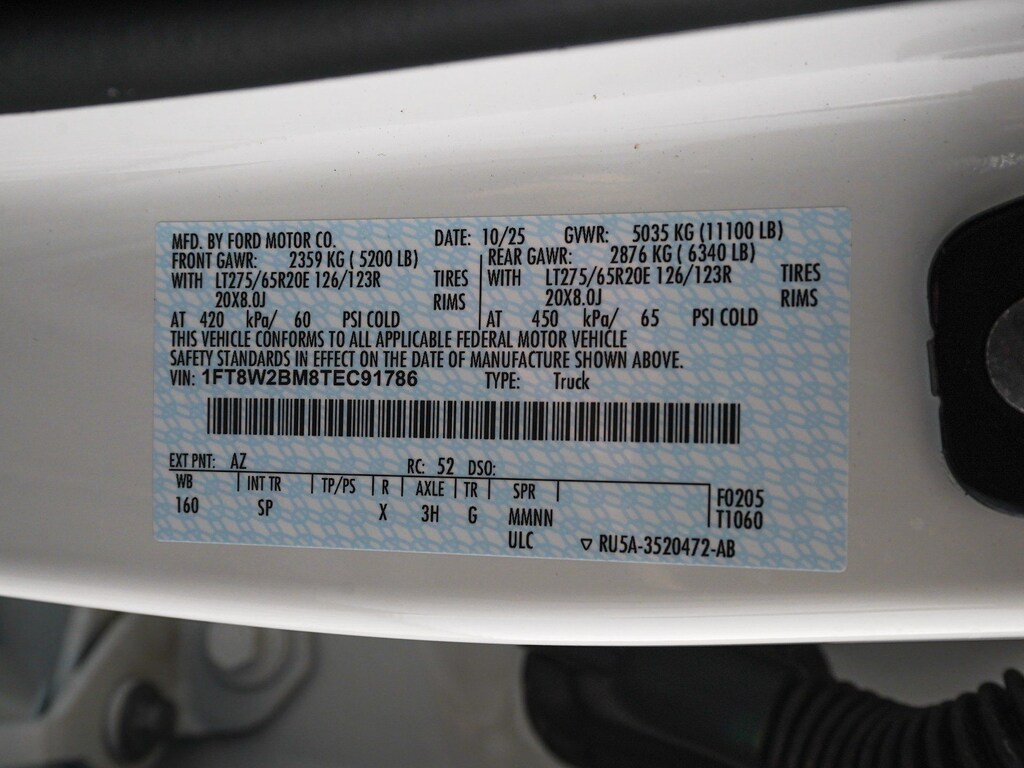 MFD. BY FORD MOTOR CO. DATE: 10/25 GVWR: 5035 KG (11100 LB)
FRONT GAWR: 2359 KG ( 5200 LB) REAR GAWR: 2876 KG ( 6340 LB)
WITH LT275/65R20E 126/123R TIRES WITH LT275/65R20E 126/123R TIRES
20X8.0J RIMS 20X8.0J RIMS
AT 420 kPa/ 60 PSI COLD AT 450 kPa/ 65 PSI COLD
THIS VEHICLE CONFORMS TO ALL APPLICABLE FEDERAL MOTOR VEHICLE
SAFETY STANDARDS IN EFFECT ON THE DATE OF MANUFACTURE SHOWN ABOVE.
VIN: 1FT8W2BM8TEC91786 TYPE: Truck
EXT PNT: AZ RC: 52 DSO:
WB INT TR TP/PS R AXLE TR SPR F0205
160 SP X 3H G MMNN T1060
ULC RU5A-3520472-AB